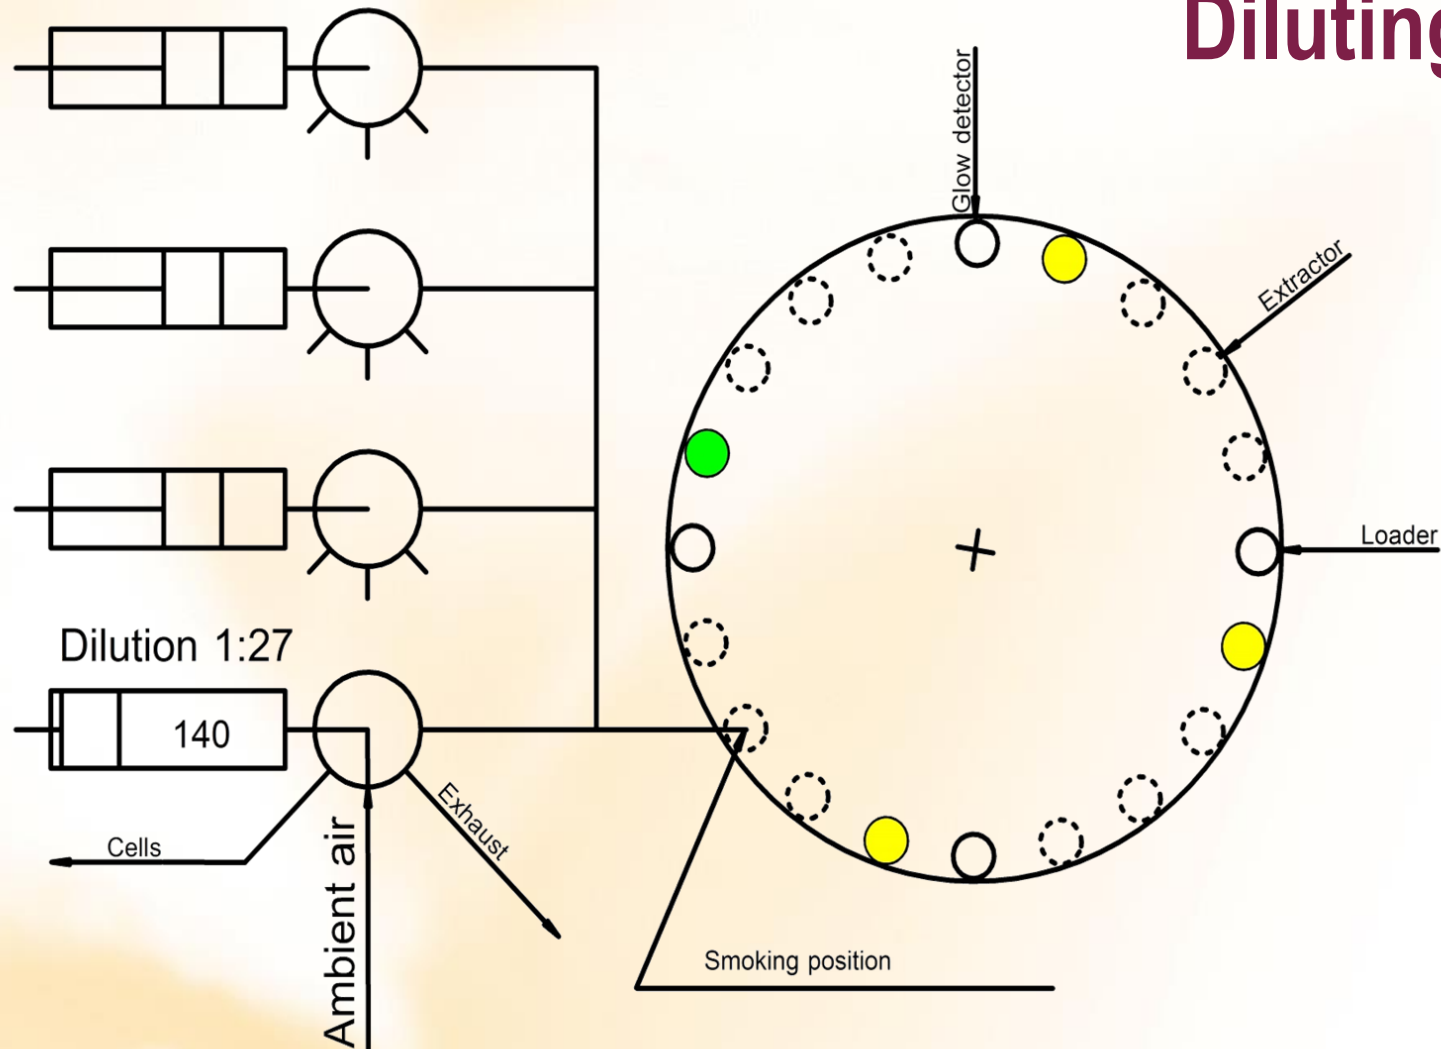 Diluting
Glow detector
Extractor
Loader
Dilution 1:27
140
Cells
Exhaust
Ambient air
Smoking position